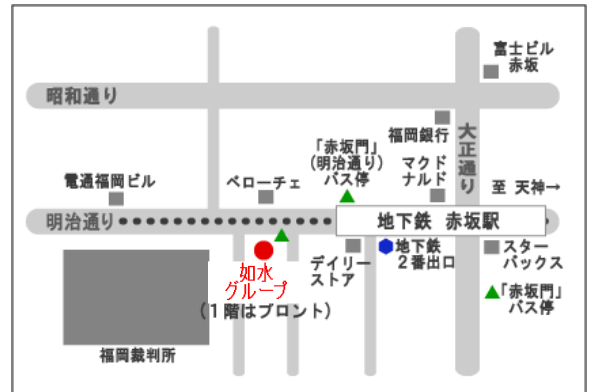 富士ビル
赤坂
昭和通り
福岡銀行
大正通り
「赤坂門」
(明治通り)
バス停
マクド
ナルド
電通福岡ビル
ベローチェ
至 天神→
明治通り
地下鉄 赤坂駅
如水
グループ
(1階はブロント)
デイリー
ストア
地下鉄
2番出口
スター
バックス
「赤坂門」
バス停
福岡裁判所